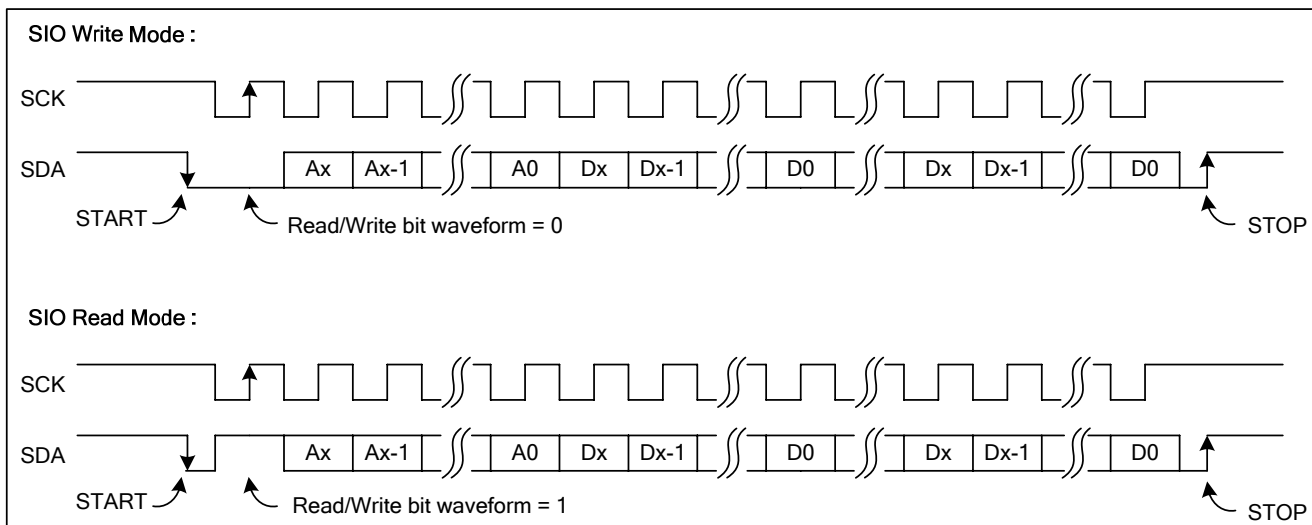 SIO Write Mode :
SCK
SDA
Ax Ax-1 A0 Dx Dx-1 D0 Dx Dx-1 D0
START
Read/Write bit waveform = 0
STOP
SIO Read Mode :
SCK
SDA
Ax Ax-1 A0 Dx Dx-1 D0 Dx Dx-1 D0
START
Read/Write bit waveform = 1
STOP